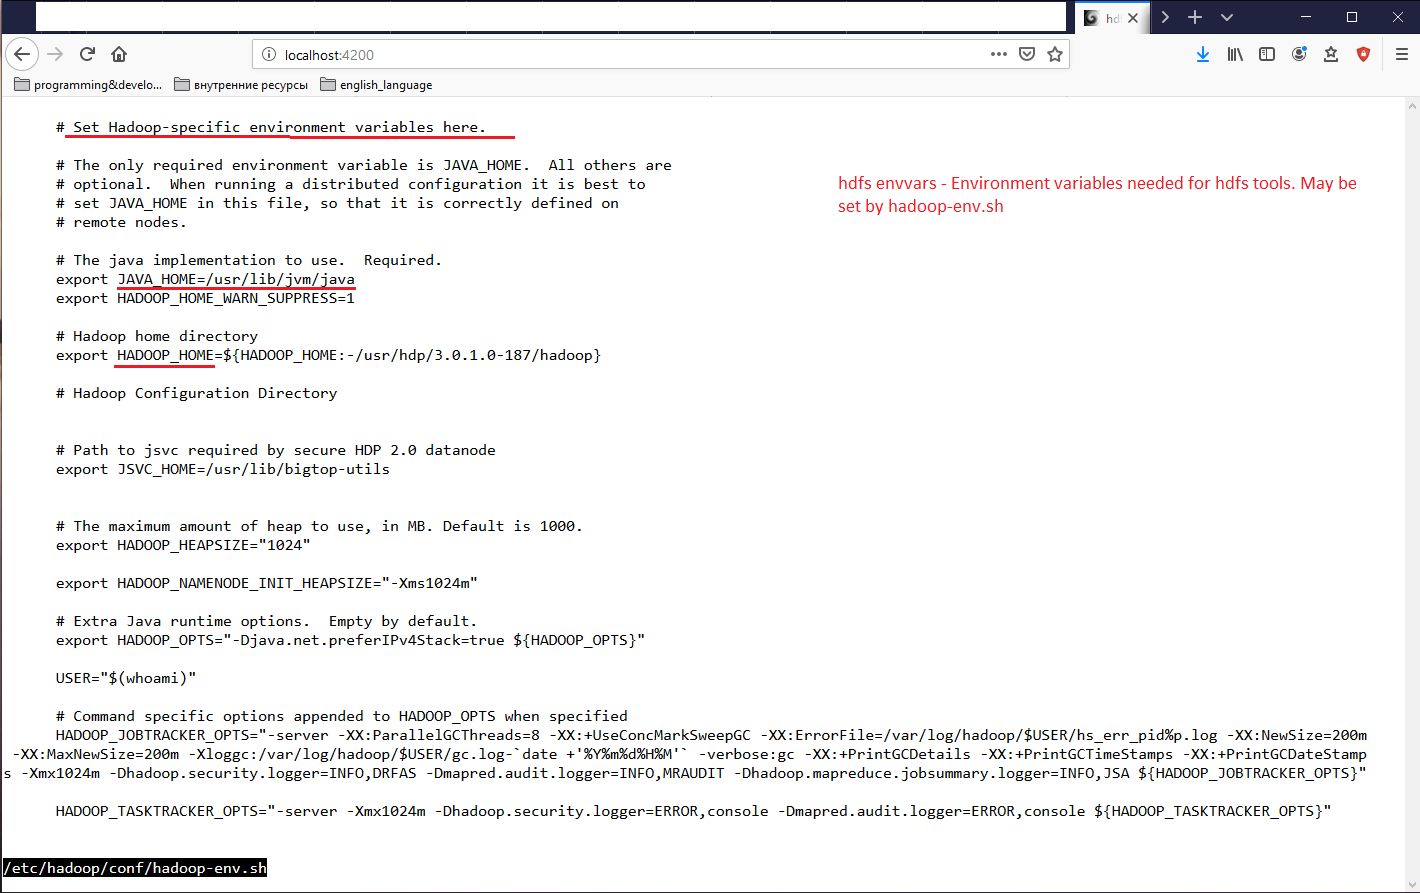 hd
localhost:4200
programming&develo...
внутренние ресурсы
english_language
# Set Hadoop-specific environment variables here.
# The only required environment variable is JAVA_HOME.  All others are
# optional.  When running a distributed configuration it is best to
# set JAVA_HOME in this file, so that it is correctly defined on
# remote nodes.
hdfs envvars - Environment variables needed for hdfs tools. May be
set by hadoop-env.sh
# The java implementation to use.  Required.
export JAVA_HOME=/usr/lib/jvm/java
export HADOOP_HOME_WARN_SUPPRESS=1
# Hadoop home directory
export HADOOP_HOME=${HADOOP_HOME:-/usr/hdp/3.0.1.0-187/hadoop}
# Hadoop Configuration Directory
# Path to jsvc required by secure HDP 2.0 datanode
export JSVC_HOME=/usr/lib/bigtop-utils
# The maximum amount of heap to use, in MB. Default is 1000.
export HADOOP_HEAPSIZE="1024"
export HADOOP_NAMENODE_INIT_HEAPSIZE="-Xms1024m"
# Extra Java runtime options.  Empty by default.
export HADOOP_OPTS="-Djava.net.preferIPv4Stack=true ${HADOOP_OPTS}"
USER="$(whoami)"
# Command specific options appended to HADOOP_OPTS when specified
HADOOP_JOBTRACKER_OPTS="-server -XX:ParallelGCThreads=8 -XX:+UseConcMarkSweepGC -XX:ErrorFile=/var/log/hadoop/$USER/hs_err_pid%p.log -XX:NewSize=200m
-XX:MaxNewSize=200m -Xloggc:/var/log/hadoop/$USER/gc.log-`date +'%Y%m%d%H%M'` -verbose:gc -XX:+PrintGCDetails -XX:+PrintGCTimeStamps -XX:+PrintGCDateStamp
s -Xmx1024m -Dhadoop.security.logger=INFO,DRFAS -Dmapred.audit.logger=INFO,MRAUDIT -Dhadoop.mapreduce.jobsummary.logger=INFO,JSA ${HADOOP_JOBTRACKER_OPTS}"
HADOOP_TASKTRACKER_OPTS="-server -Xmx1024m -Dhadoop.security.logger=ERROR,console -Dmapred.audit.logger=ERROR,console ${HADOOP_TASKTRACKER_OPTS}"
/etc/hadoop/conf/hadoop-env.sh